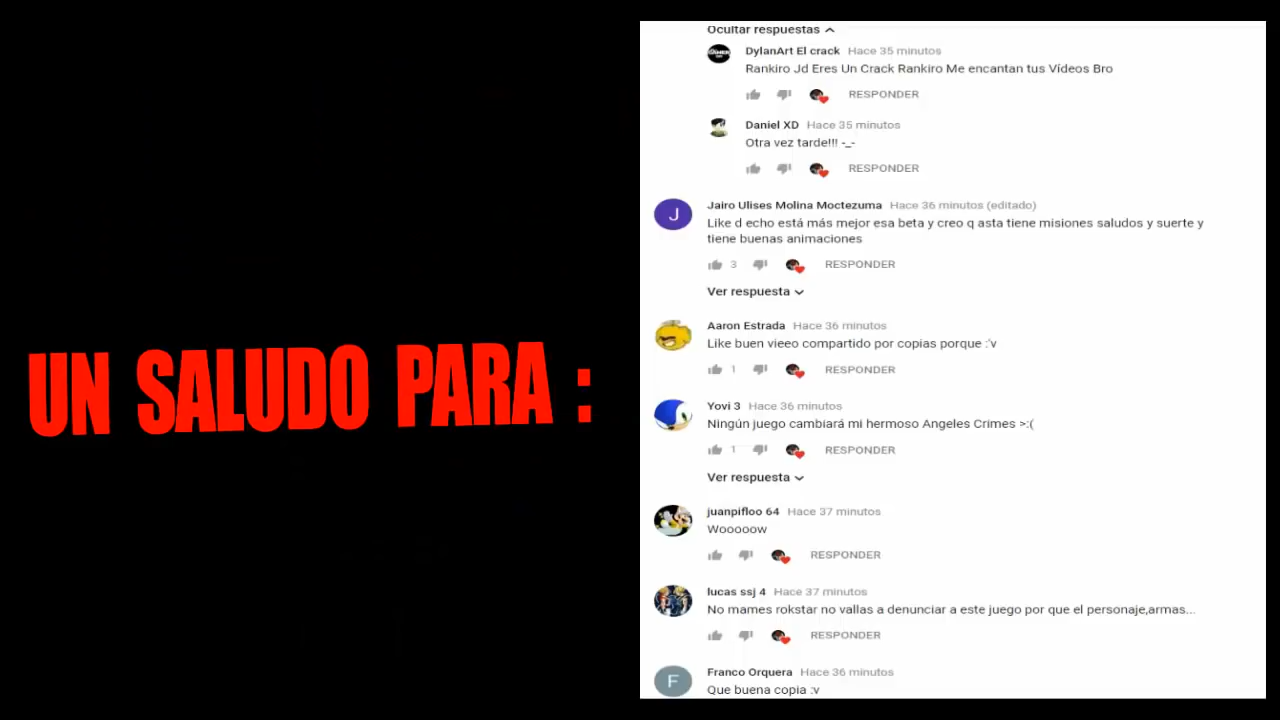 UN SALUDO PARA :
Ocultar respuestas
DylanArt El crack Hace 35 minutos
Rankiro Jd Eres Un Crack Rankiro Me encantan tus Vídeos Bro
RESPONDER
Daniel XD Hace 35 minutos
Otra vez tarde!!! -_-
RESPONDER
J
Jairo Ulises Molina Moctezuma Hace 36 minutos (editado)
Like d echo está más mejor esa beta y creo q asta tiene misiones saludos y suerte y
tiene buenas animaciones
3 RESPONDER
Ver respuesta
Aaron Estrada Hace 36 minutos
Like buen vieeo compartido por copias porque :'v
1 RESPONDER
Yovi 3 Hace 36 minutos
Ningún juego cambiará mi hermoso Angeles Crimes >:(
1 RESPONDER
Ver respuesta
juanpifloo 64 Hace 37 minutos
Wooooow
RESPONDER
lucas ssj 4 Hace 37 minutos
No mames rokstar no vallas a denunciar a este juego por que el personaje,armas...
RESPONDER
F
Franco Orquera Hace 36 minutos
Que buena copia :v